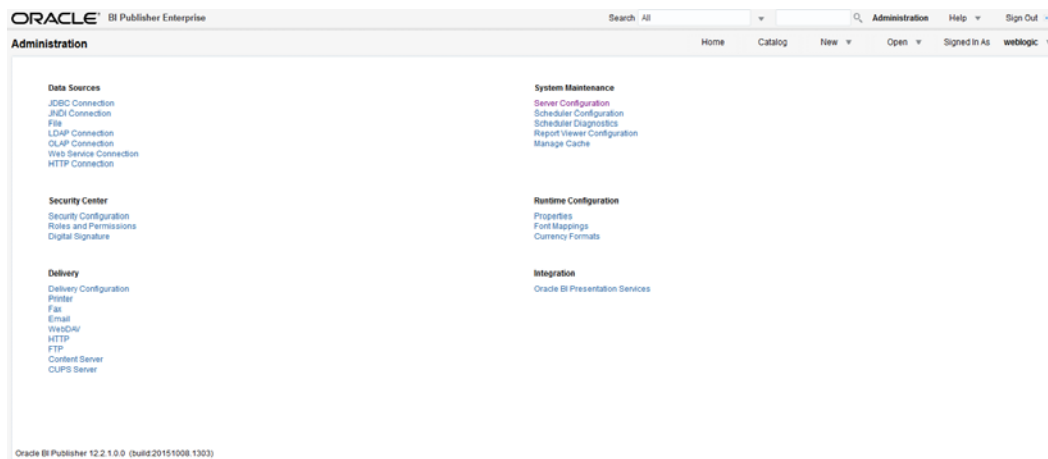 ORACLE® BI Publisher Enterprise Search All Administration Help Sign Out
Administration Home Catalog New Open Signed In As weblogic
Data Sources
JDBC Connection
JNDI Connection
File
LDAP Connection
OLAP Connection
Web Service Connection
HTTP Connection
System Maintenance
Server Configuration
Scheduler Configuration
Scheduler Diagnostics
Report Viewer Configuration
Manage Cache
Security Center
Security Configuration
Roles and Permissions
Digital Signature
Runtime Configuration
Properties
Font Mappings
Currency Formats
Delivery
Delivery Configuration
Printer
Fax
Email
WebDAV
HTTP
FTP
Content Server
CUPS Server
Integration
Oracle BI Presentation Services
Oracle BI Publisher 12.2.1.0.0 (build:20151008.1303)